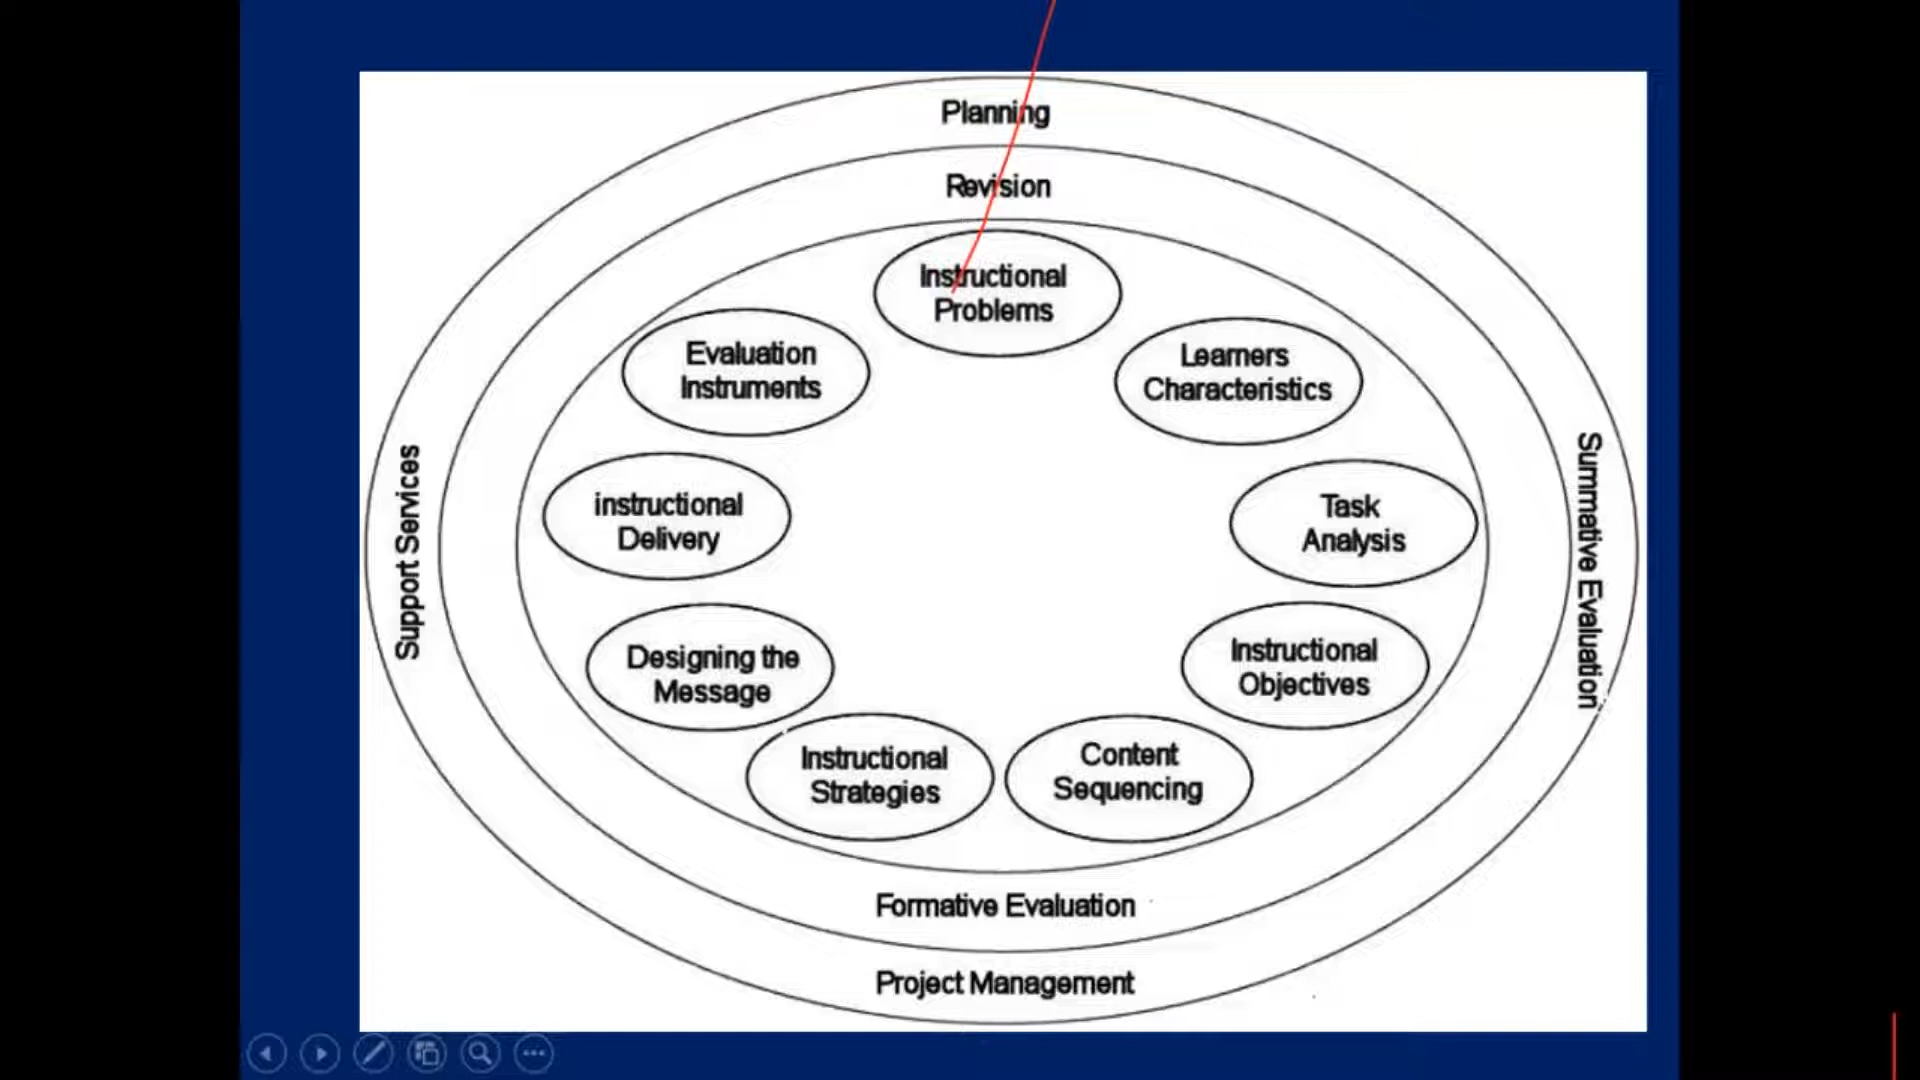 Planning
Revision
Instructional
Problems
Evaluation
Instruments
Learners
Characteristics
instructional
Delivery
Task
Analysis
Support Services
Summative Evaluation
Designing the
Message
Instructional
Objectives
Instructional
Strategies
Content
Sequencing
Formative Evaluation
Project Management